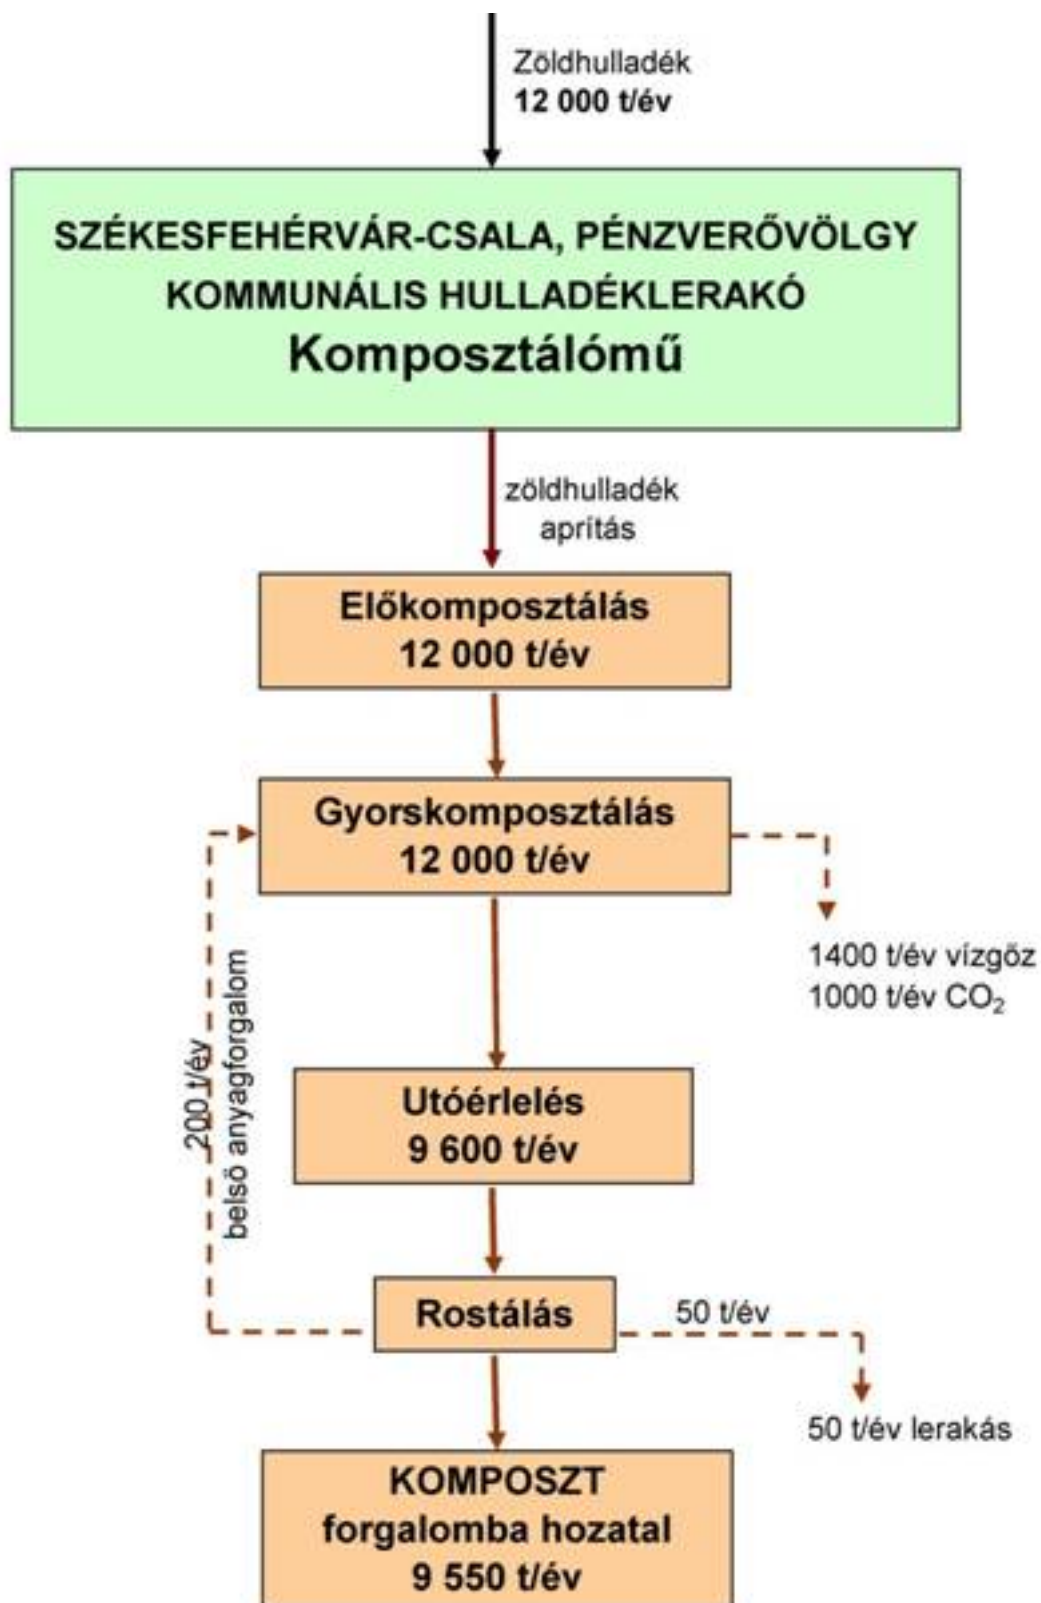 Zöldhulladék
12 000 t/év
SZÉKESFEHÉRVÁR-CSALA, PÉNZVERŐVÖLGY
KOMMUNÁLIS HULLADÉKLERAKÓ
Komposztálómű
zöldhulladék
aprítás
Előkomposztálás
12 000 t/év
Gyorskomposztálás
12 000 t/év
1400 t/év vízgőz
1000 t/év CO₂
200 t/év
belső anyagforgalom
Utóérlelés
9 600 t/év
Rostálás
50 t/év
50 t/év lerakás
KOMPOSZT
forgalomba hozatal
9 550 t/év